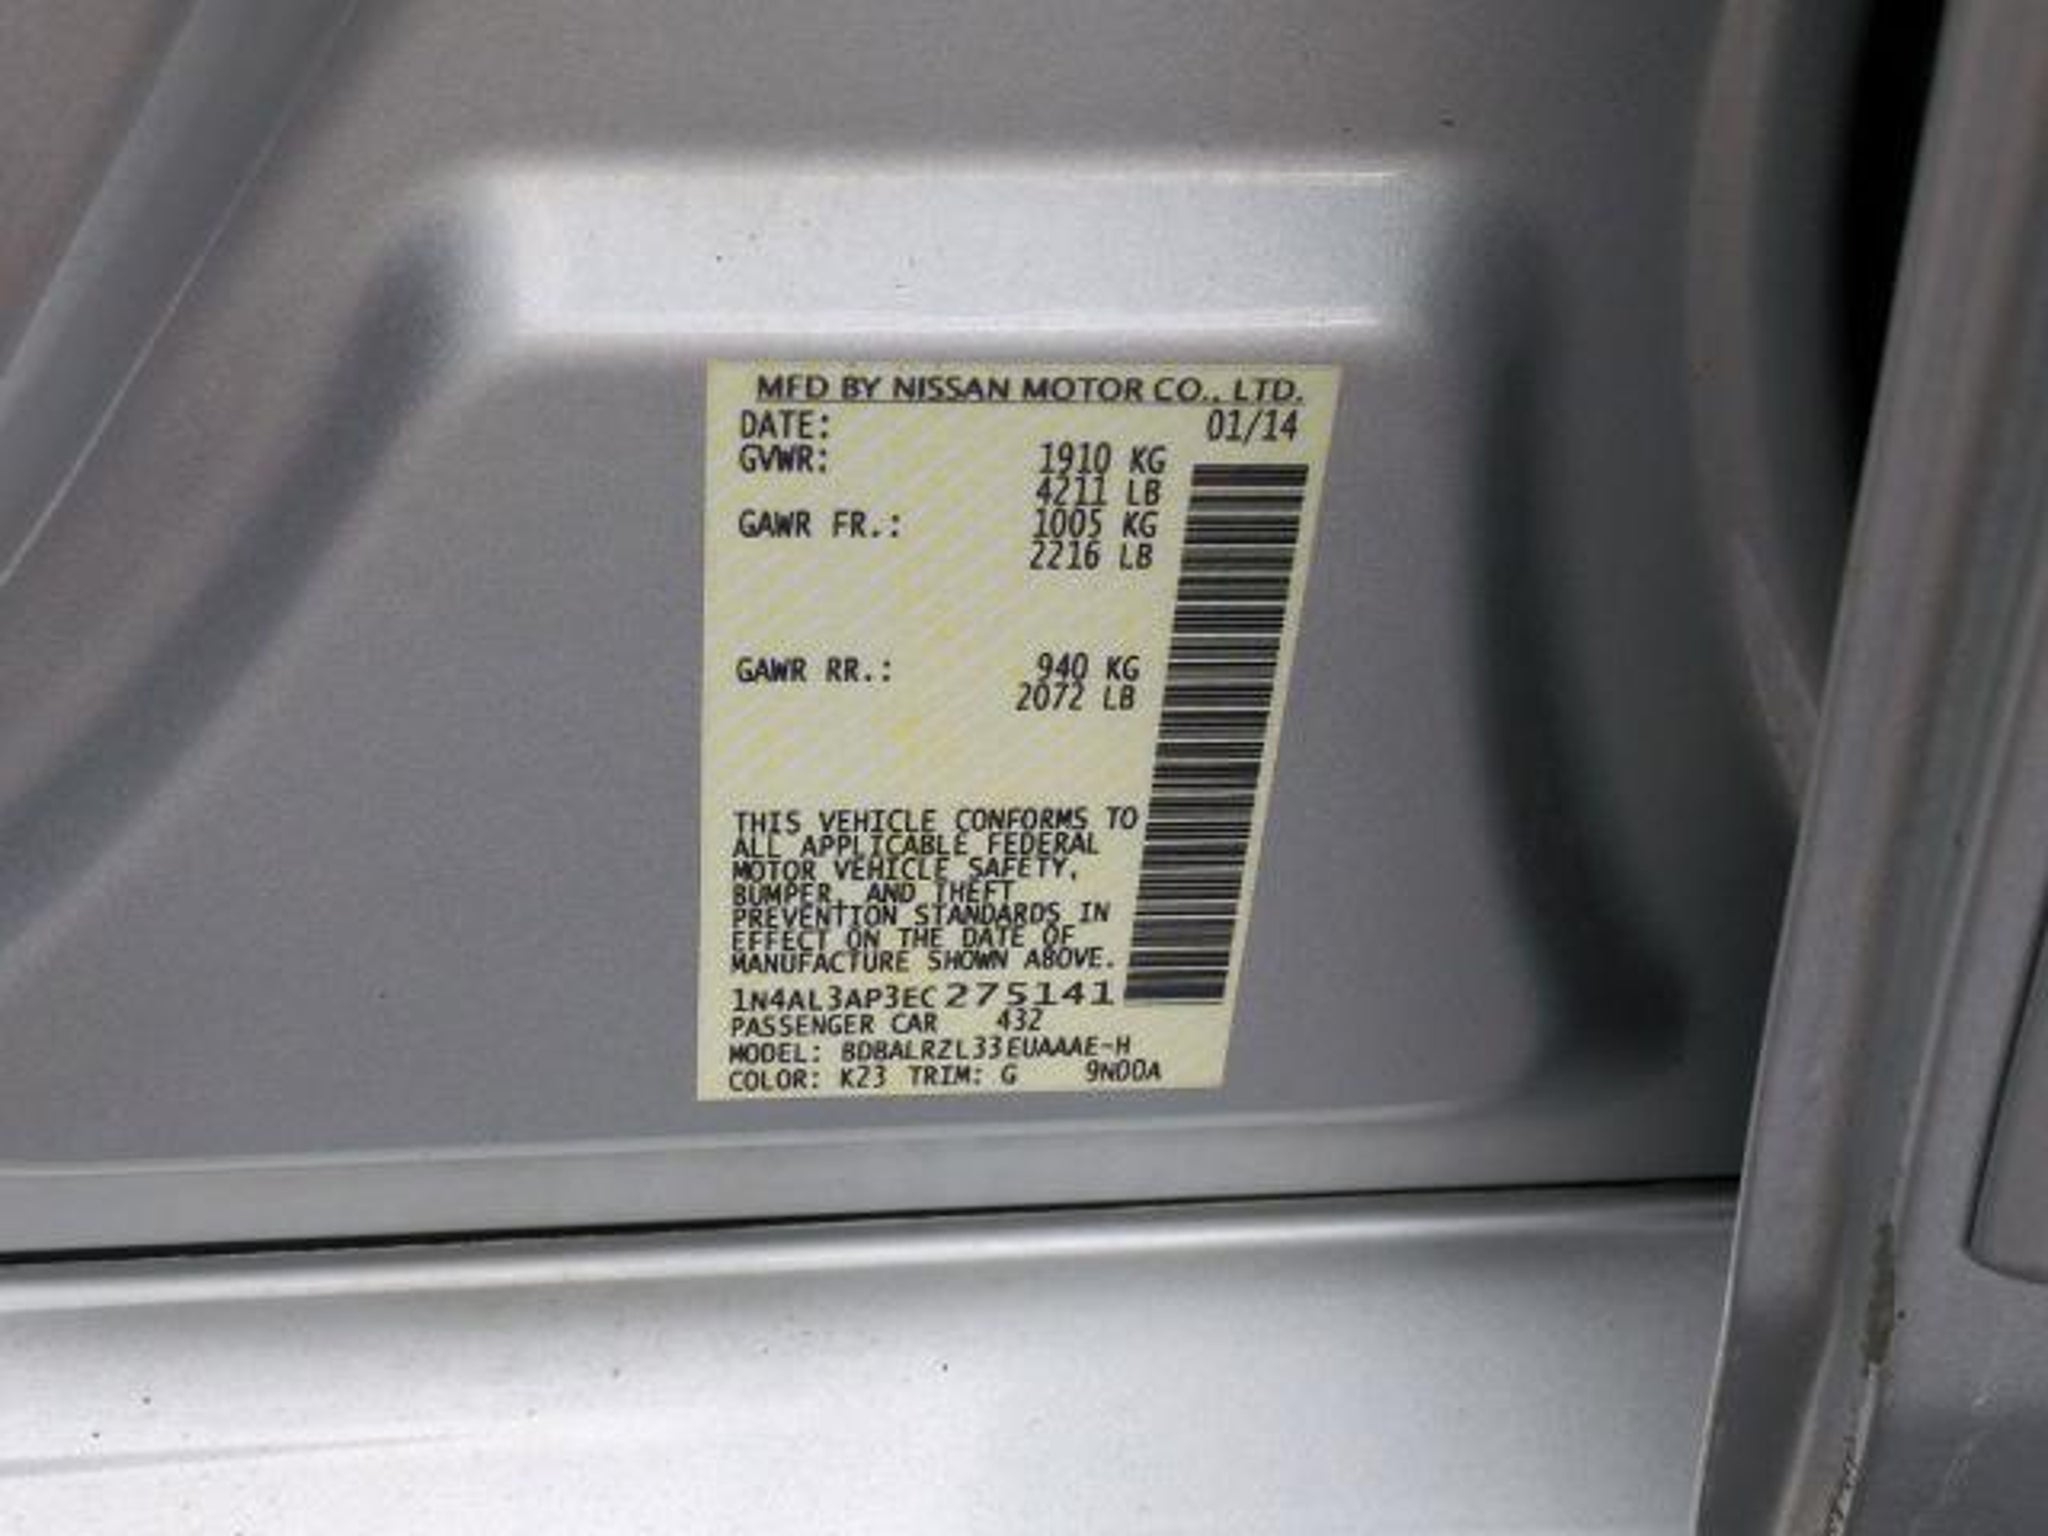 MFD BY NISSAN MOTOR CO., LTD.
DATE: 01/14
GVWR: 1910 KG
4211 LB
GAWR FR.: 1005 KG
2216 LB
GAWR RR.: 940 KG
2072 LB
THIS VEHICLE CONFORMS TO
ALL APPLICABLE FEDERAL
MOTOR VEHICLE SAFETY,
BUMPER, AND THEFT
PREVENTION STANDARDS IN
EFFECT ON THE DATE OF
MANUFACTURE SHOWN ABOVE.
1N4AL3AP3EC275141
PASSENGER CAR 432
MODEL: BDBALRZL33EUAAAE-H
COLOR: K23 TRIM: G 9N00A